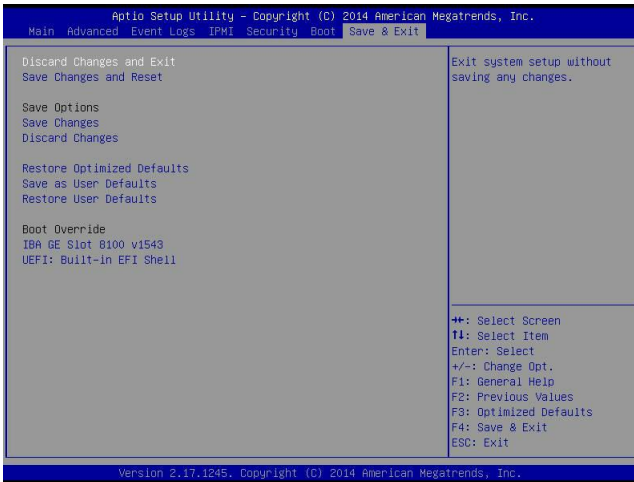 Aptio Setup Utility – Copyright (C) 2014 American Megatrends, Inc.
Main Advanced Event Logs IPMI Security Boot Save & Exit
Discard Changes and Exit
Save Changes and Reset
Save Options
Save Changes
Discard Changes
Restore Optimized Defaults
Save as User Defaults
Restore User Defaults
Boot Override
IBA GE Slot 8100 v1543
UEFI: Built-in EFI Shell
Exit system setup without
saving any changes.
→←: Select Screen
↑↓: Select Item
Enter: Select
+/-: Change Opt.
F1: General Help
F2: Previous Values
F3: Optimized Defaults
F4: Save & Exit
ESC: Exit
Version 2.17.1245. Copyright (C) 2014 American Megatrends, Inc.